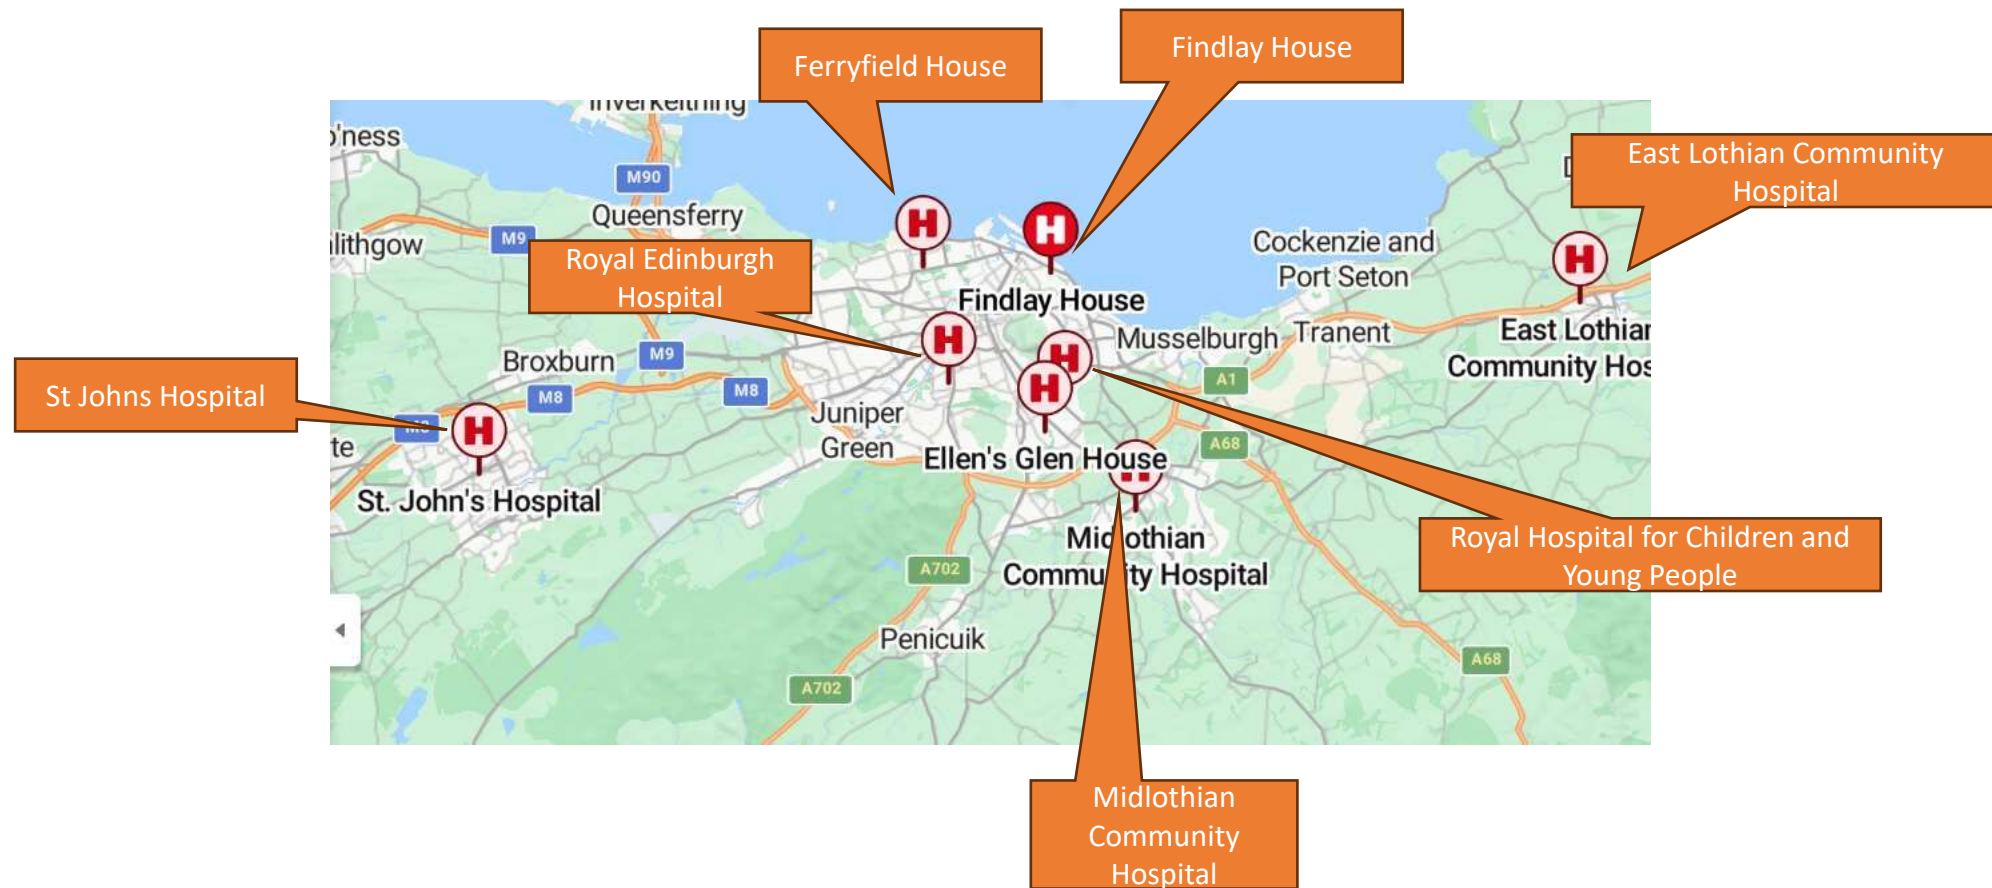 Findlay House
Ferryfield House
Inverkeithing
o'ness
East Lothian Community
Hospital
M90
Queensferry
M9
lithgow
Royal Edinburgh
Hospital
H
H
H
Cockenzie and
Port Seton
Findlay House
H
H
H
Musselburgh
Tranent
East Lothian
Community Hos
Broxburn
M9
M8
M8
A1
St Johns Hospital
M8
H
te
Juniper
Green
Ellen's Glen House
A68
H
St. John's Hospital
Midlothian
Community Hospital
Royal Hospital for Children and
Young People
A702
Penicuik
A68
A702
Midlothian
Community
Hospital